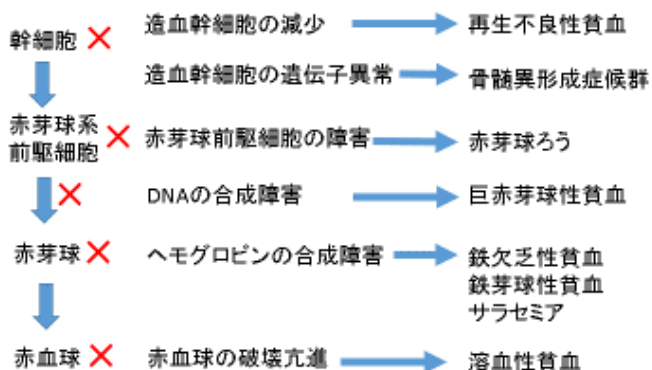 幹細胞 造血幹細胞の減少 再生不良性貧血
造血幹細胞の遺伝子異常 骨髄異形成症候群
赤芽球系
前駆細胞 赤芽球前駆細胞の障害 赤芽球ろう
DNAの合成障害 巨赤芽球性貧血
赤芽球 ヘモグロビンの合成障害 鉄欠乏性貧血
鉄芽球性貧血
サラセミア
赤血球 赤血球の破壊亢進 溶血性貧血